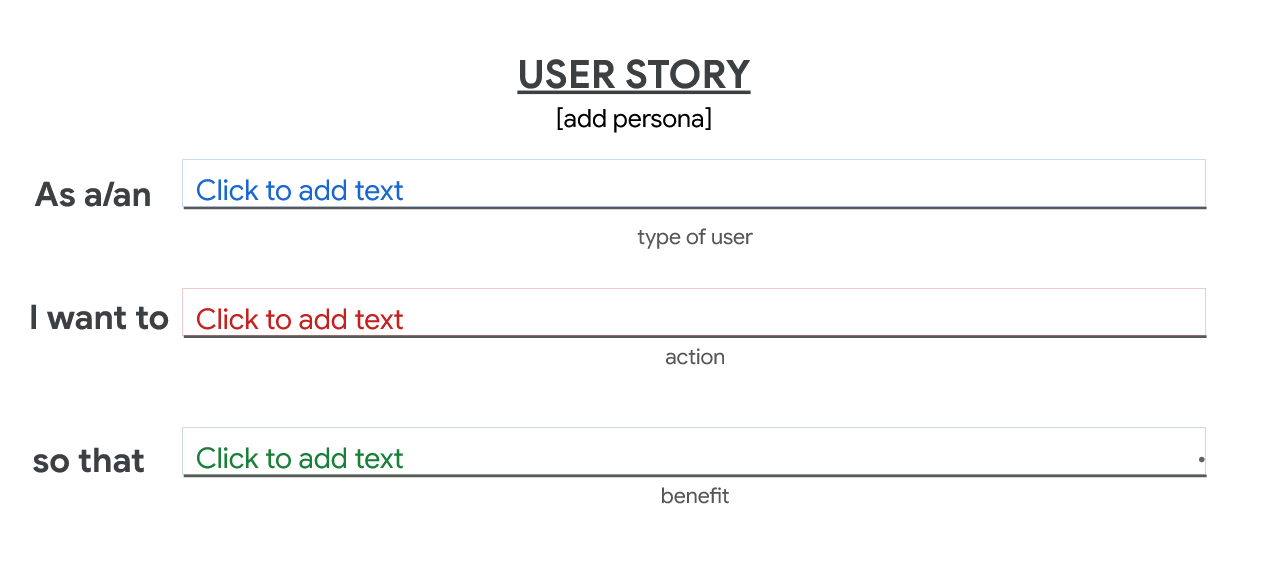 USER STORY
[add persona]
As a/an Click to add text
type of user
I want to Click to add text
action
so that Click to add text .
benefit